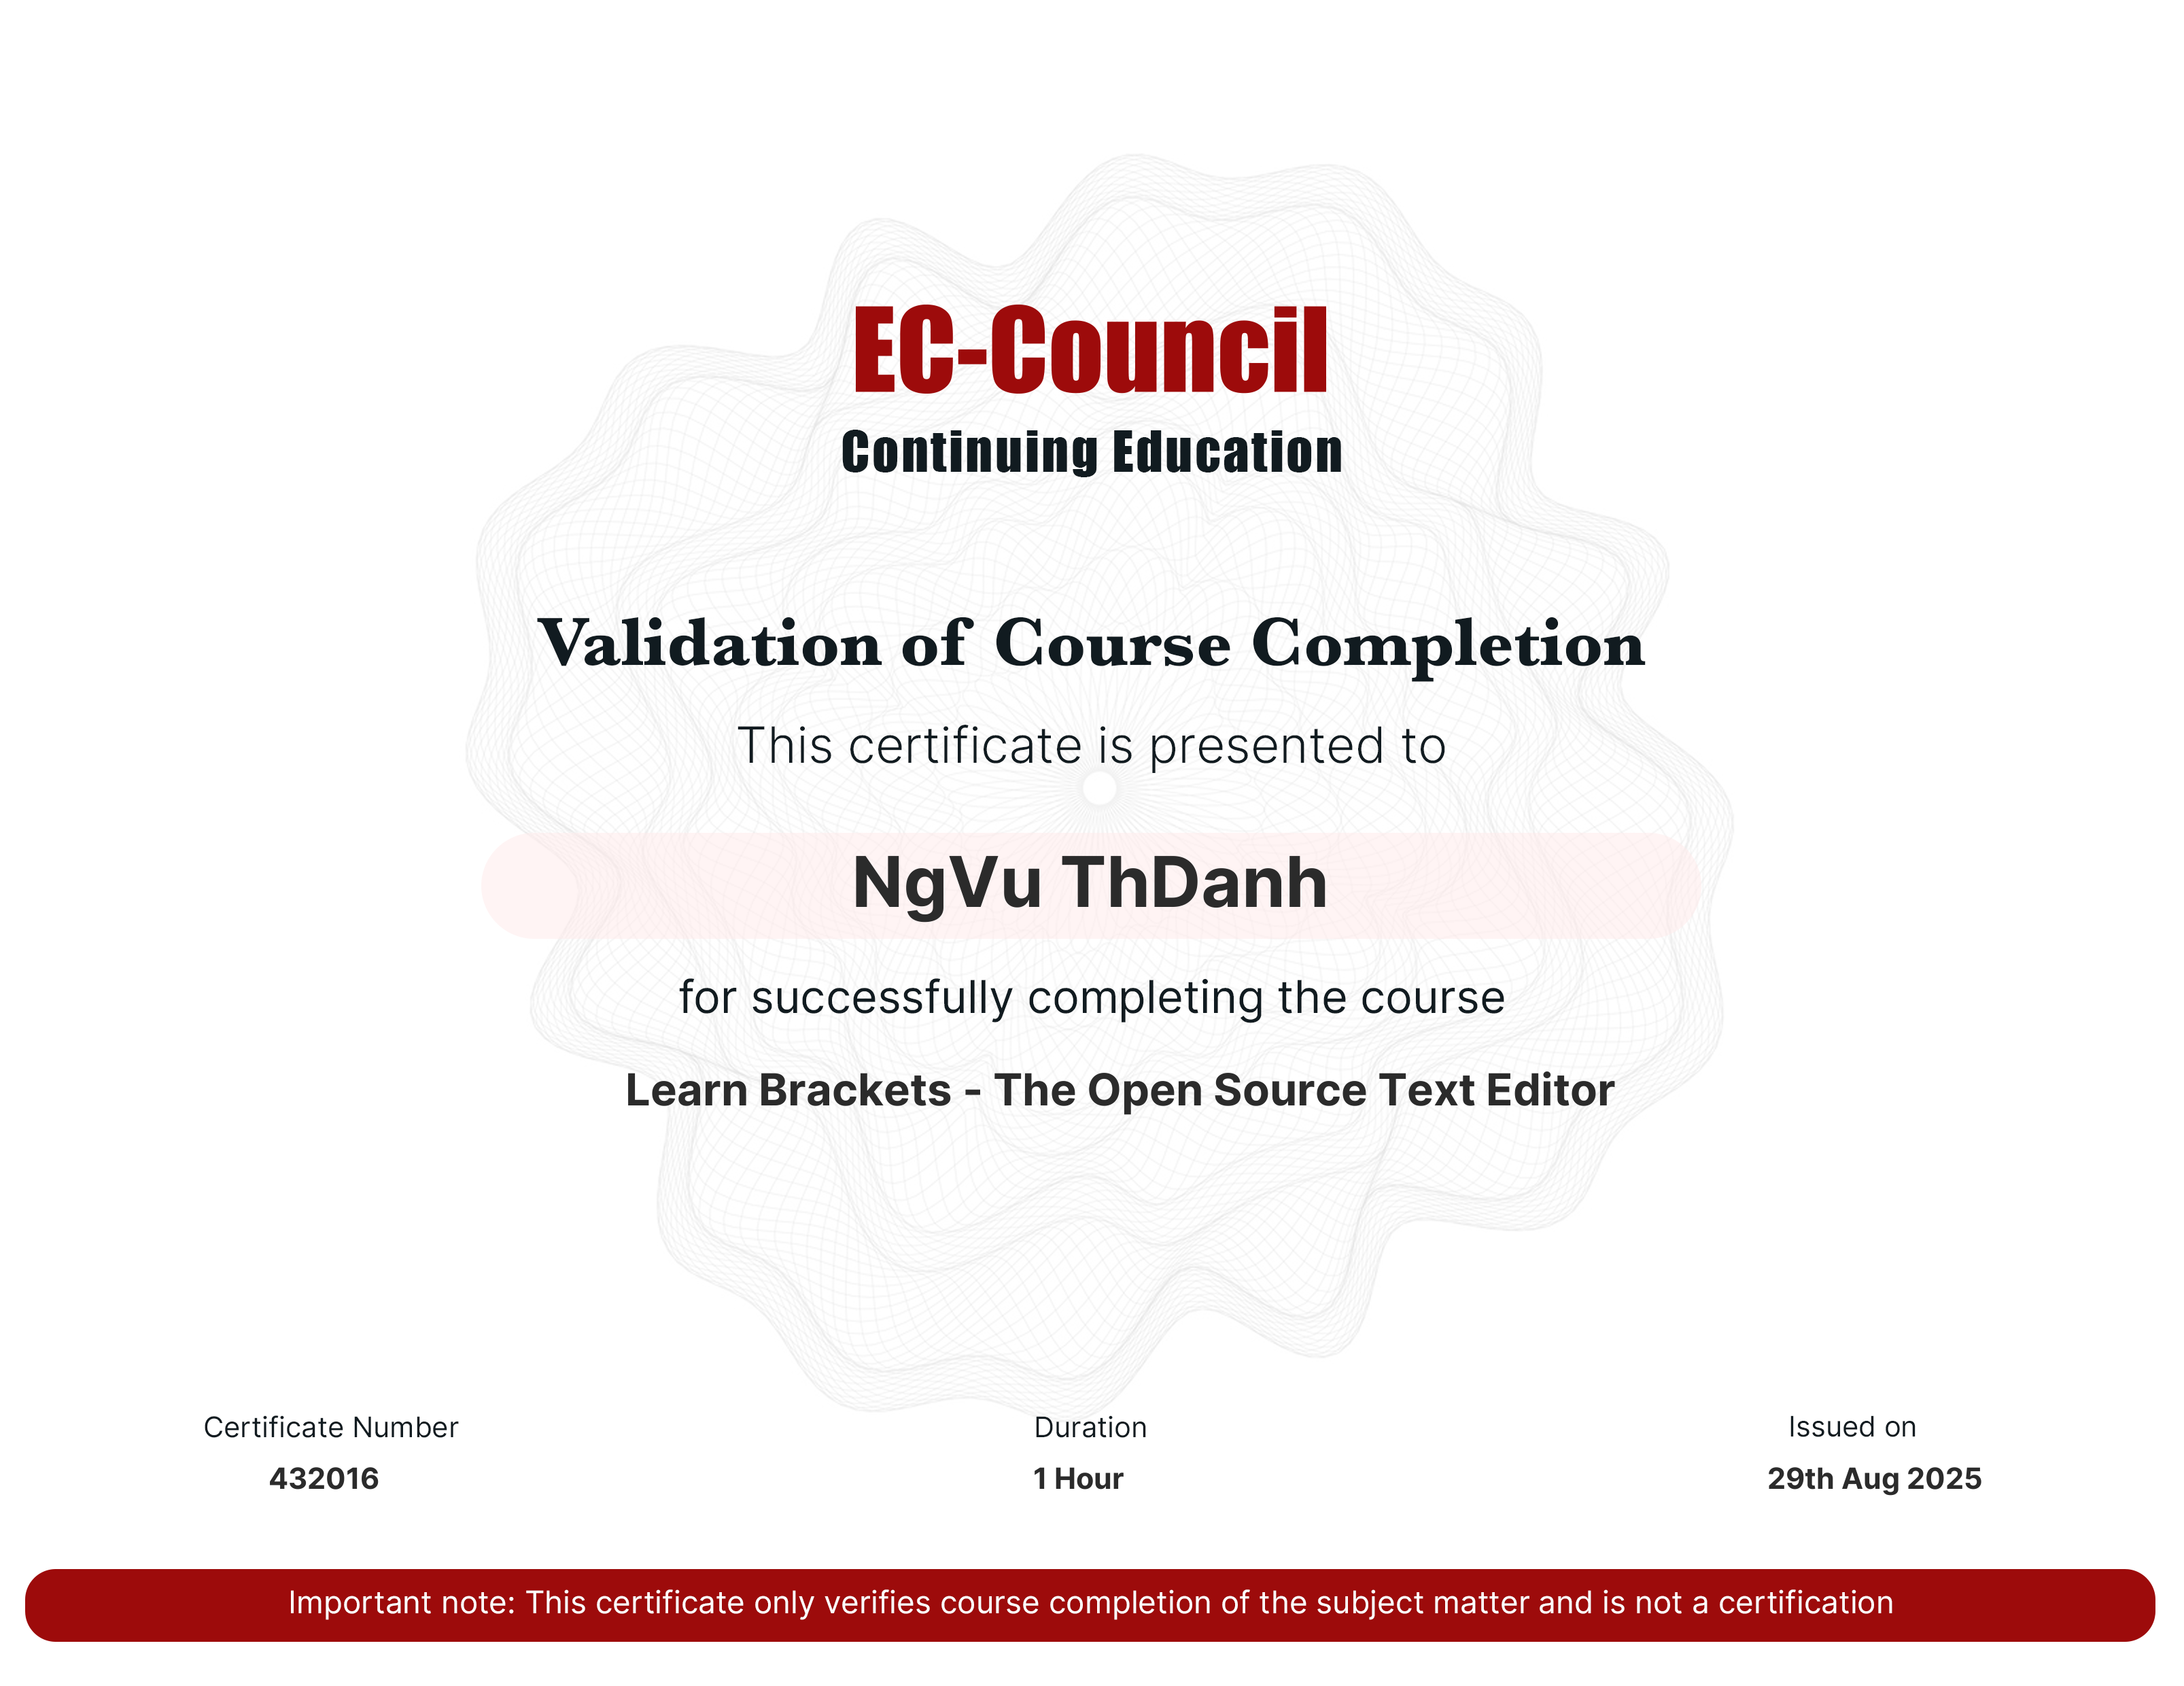 EC-Council
Continuing Education
Validation of Course Completion
This certificate is presented to
NgVu ThDanh
for successfully completing the course
Learn Brackets - The Open Source Text Editor
Certificate Number
432016
Duration
1 Hour
Issued on
29th Aug 2025
Important note: This certificate only verifies course completion of the subject matter and is not a certification